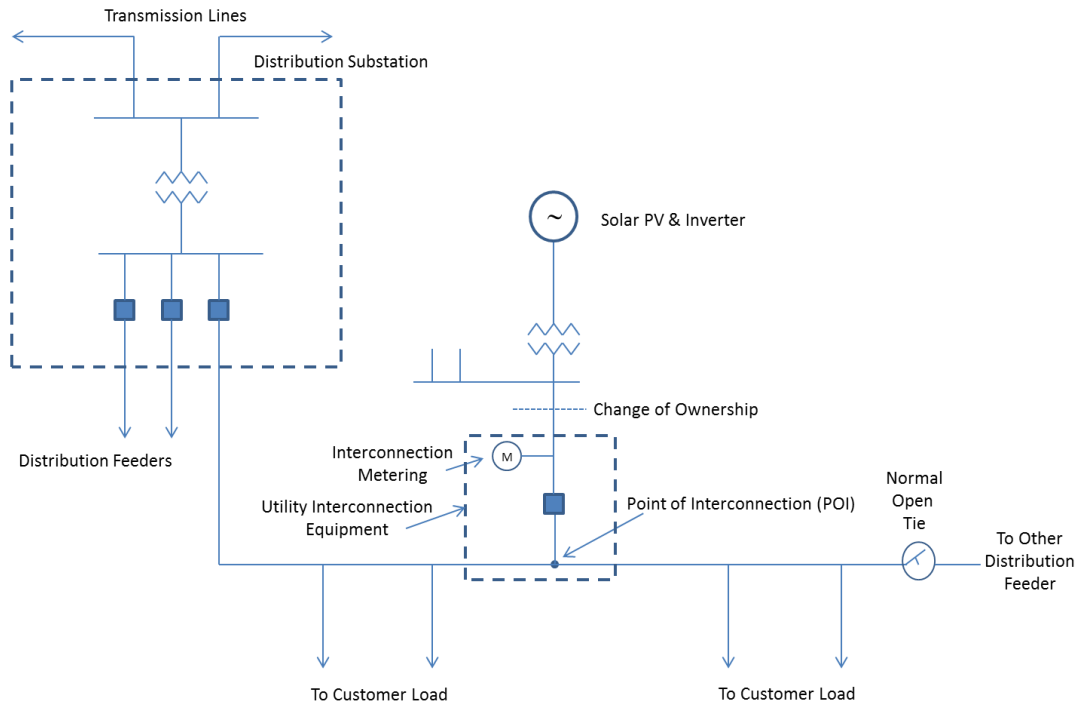 Transmission Lines
Distribution Substation
~
Solar PV & Inverter
Change of Ownership
Interconnection
Metering
M
Distribution Feeders
Utility Interconnection
Equipment
Point of Interconnection (POI)
Normal
Open
Tie
To Other
Distribution
Feeder
To Customer Load
To Customer Load